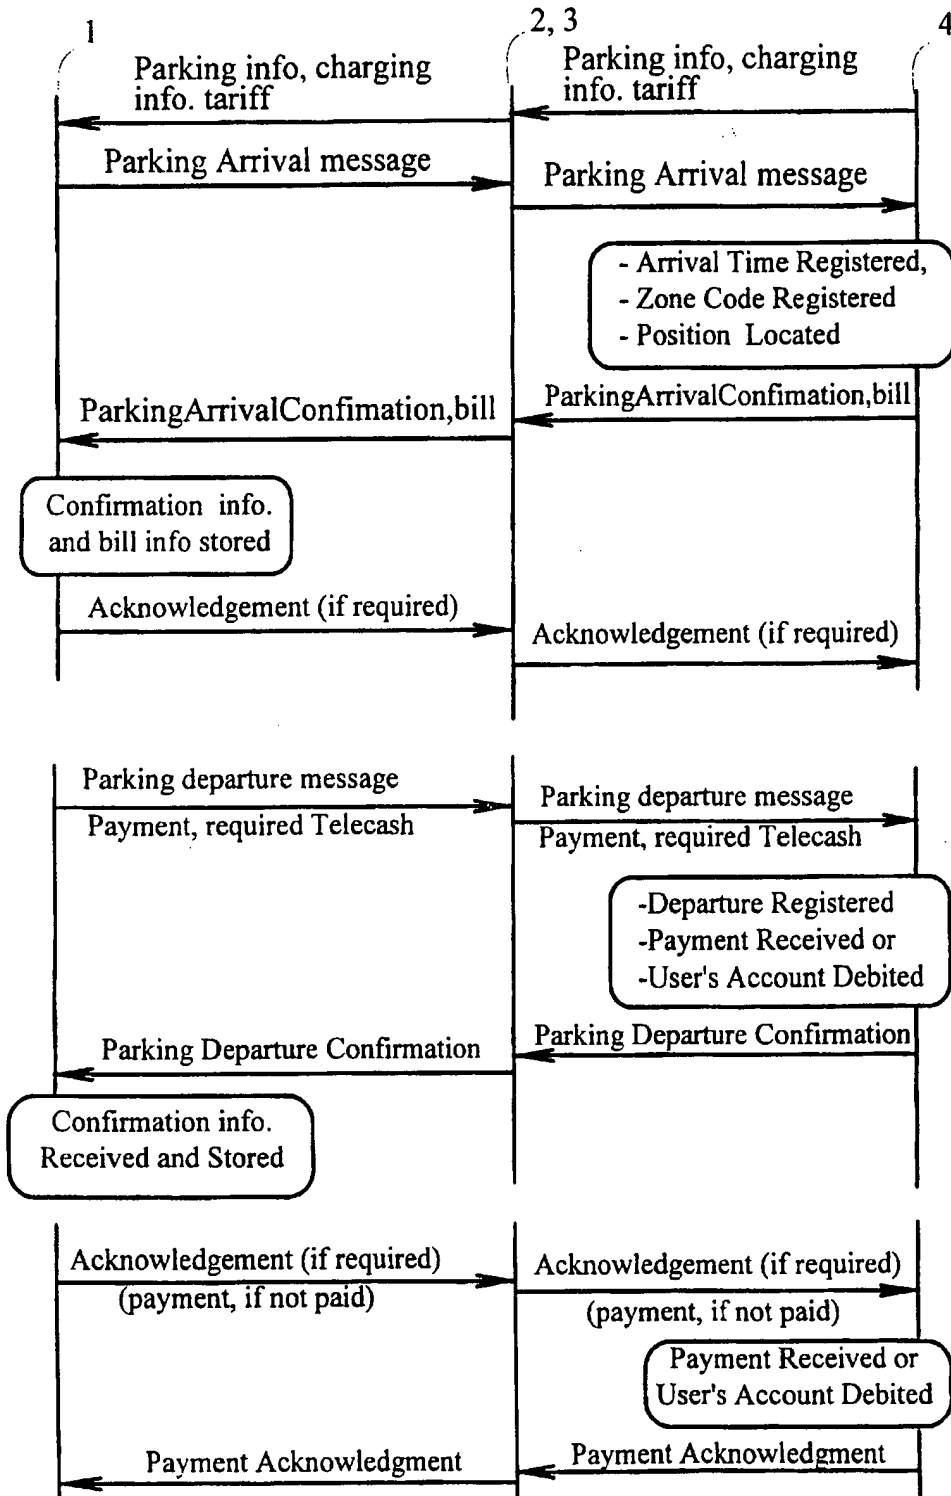 1
2, 3
4
Parking info, charging
info. tariff
Parking info, charging
info. tariff
Parking Arrival message
Parking Arrival message
- Arrival Time Registered,
- Zone Code Registered
- Position Located
ParkingArrivalConfimation,bill
ParkingArrivalConfimation,bill
Confirmation info.
and bill info stored
Acknowledgement (if required)
Acknowledgement (if required)
Parking departure message
Payment, required Telecash
Parking departure message
Payment, required Telecash
-Departure Registered
-Payment Received or
-User's Account Debited
Parking Departure Confirmation
Parking Departure Confirmation
Confirmation info.
Received and Stored
Acknowledgement (if required)
(payment, if not paid)
Acknowledgement (if required)
(payment, if not paid)
Payment Received or
User's Account Debited
Payment Acknowledgment
Payment Acknowledgment